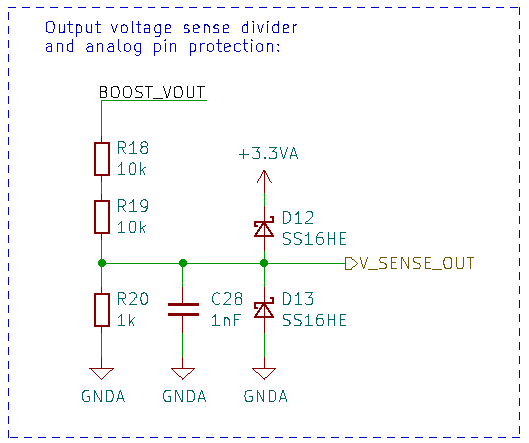 Output voltage sense divider
and analog pin protection:
BOOST_VOUT
R18
10k
+3.3VA
R19
10k
D12
SS16HE
V_SENSE_OUT
R20
1k
C28
1nF
D13
SS16HE
GNDA
GNDA
GNDA